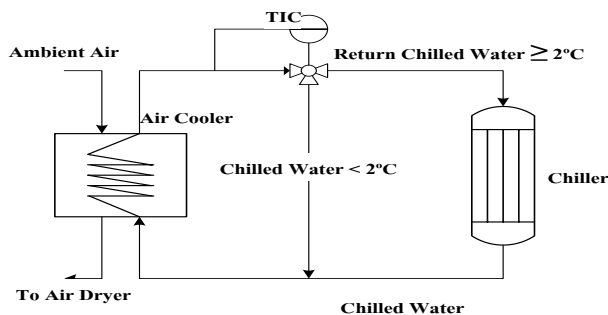 TIC
Ambient Air
Return Chilled Water ≥ 2ºC
Air Cooler
Chilled Water < 2ºC
Chiller
To Air Dryer
Chilled Water